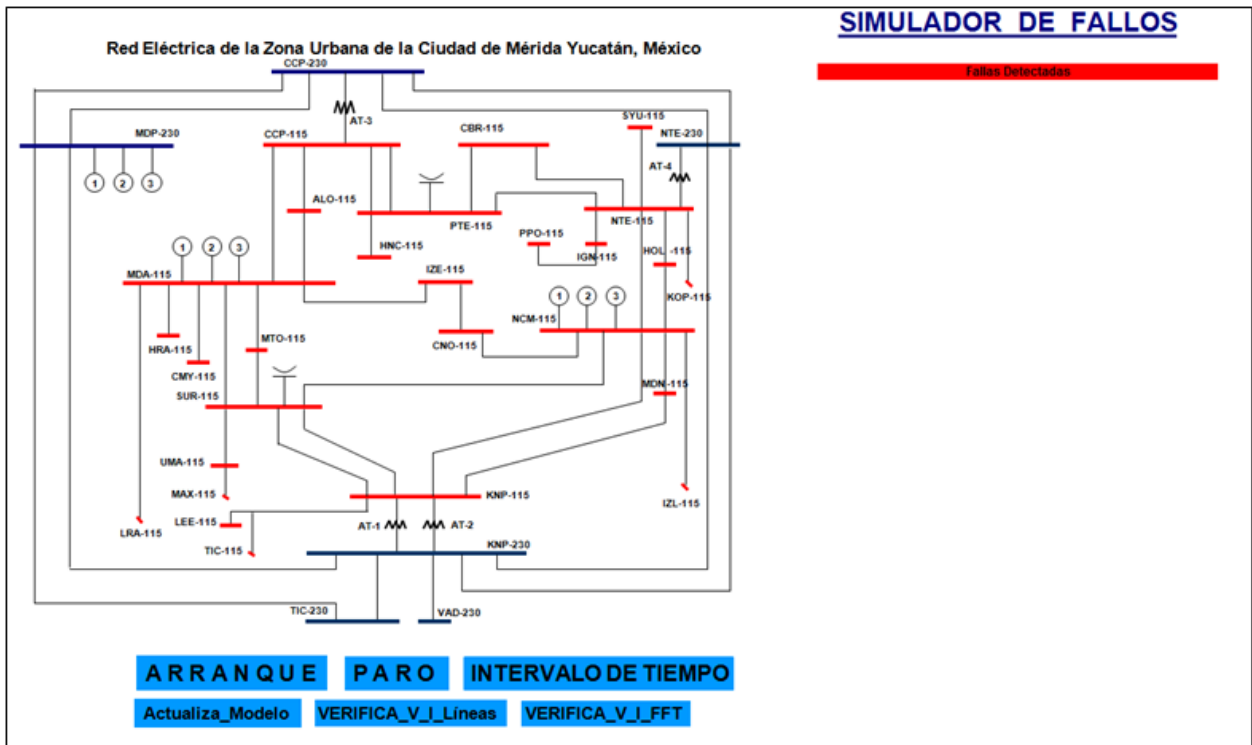 SIMULADOR DE FALLOS
Red Eléctrica de la Zona Urbana de la Ciudad de Mérida Yucatán, México
Fallas Detectadas
CCP-230
AT-3
SYU-115
MDP-230
CCP-115
CBR-115
NTE-230
AT-4
1 2 3
ALO-115
PTE-115
NTE-115
PPO-115
HNC-115
IGN-115
HOL -115
1 2 3
MDA-115
IZE-115
KOP-115
1 2 3
NCM-115
HRA-115
MTO-115
CNO-115
CMY-115
SUR-115
MDN-115
UMA-115
MAX-115
KNP-115
IZL-115
LEE-115
LRA-115
AT-1
AT-2
TIC-115
KNP-230
TIC-230
VAD-230
ARRANQUE
PARO
INTERVALO DE TIEMPO
Actualiza_Modelo
VERIFICA_V_I_Líneas
VERIFICA_V_I_FFT